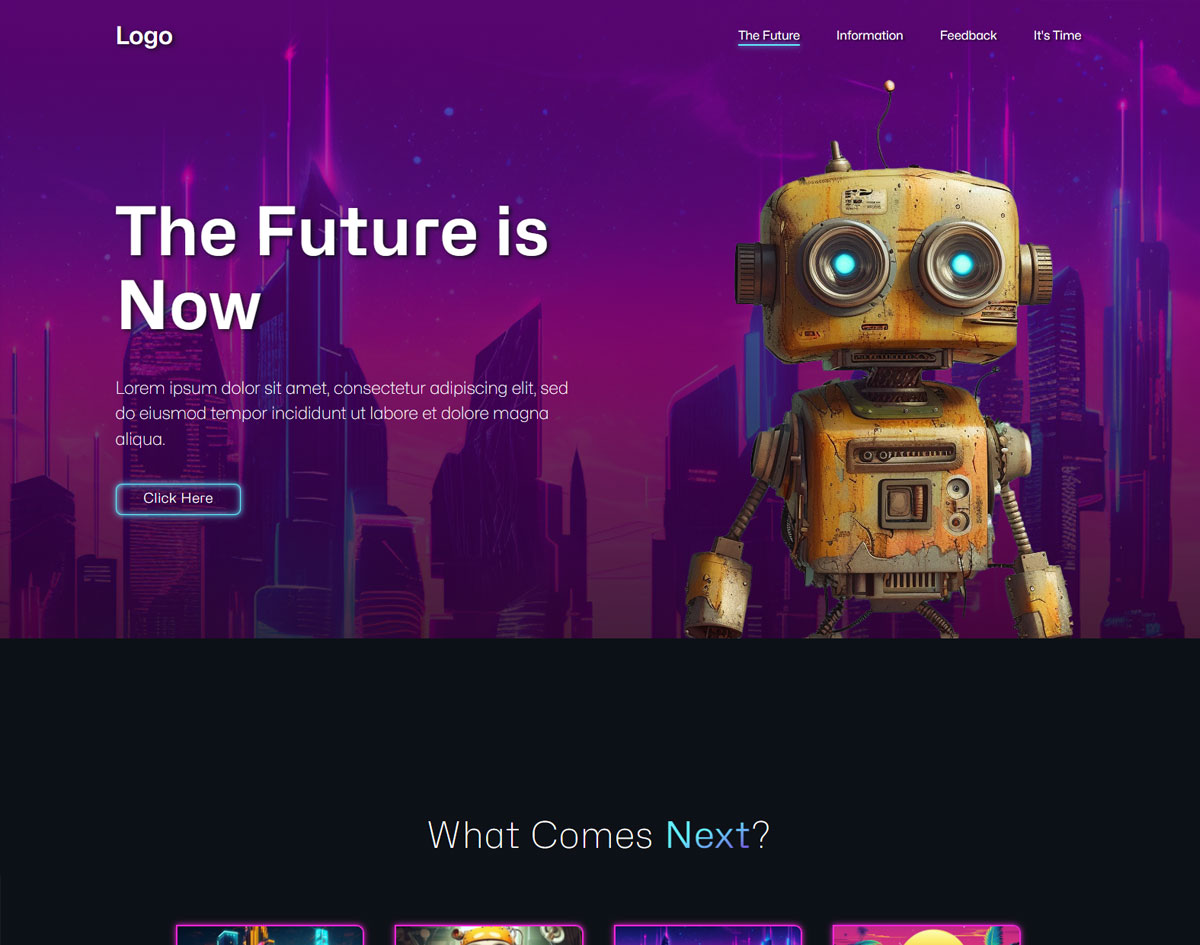 Logo
The Future
Information
Feedback
It's Time
The Future is
Now
Lorem ipsum dolor sit amet, consectetur adipiscing elit, sed
do eiusmod tempor incididunt ut labore et dolore magna
aliqua.
Click Here
What Comes Next?